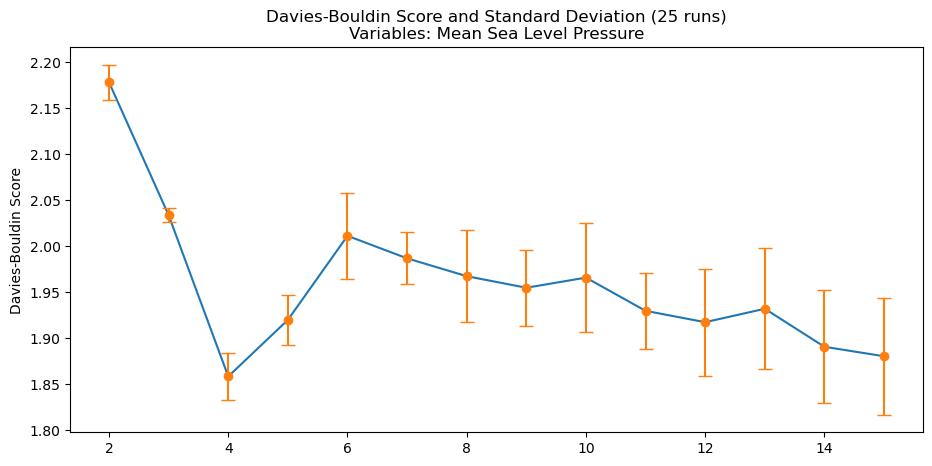 Davies-Bouldin Score and Standard Deviation (25 runs)
Variables: Mean Sea Level Pressure
Davies-Bouldin Score
2.20
2.15
2.10
2.05
2.00
1.95
1.90
1.85
1.80
2 4 6 8 10 12 14